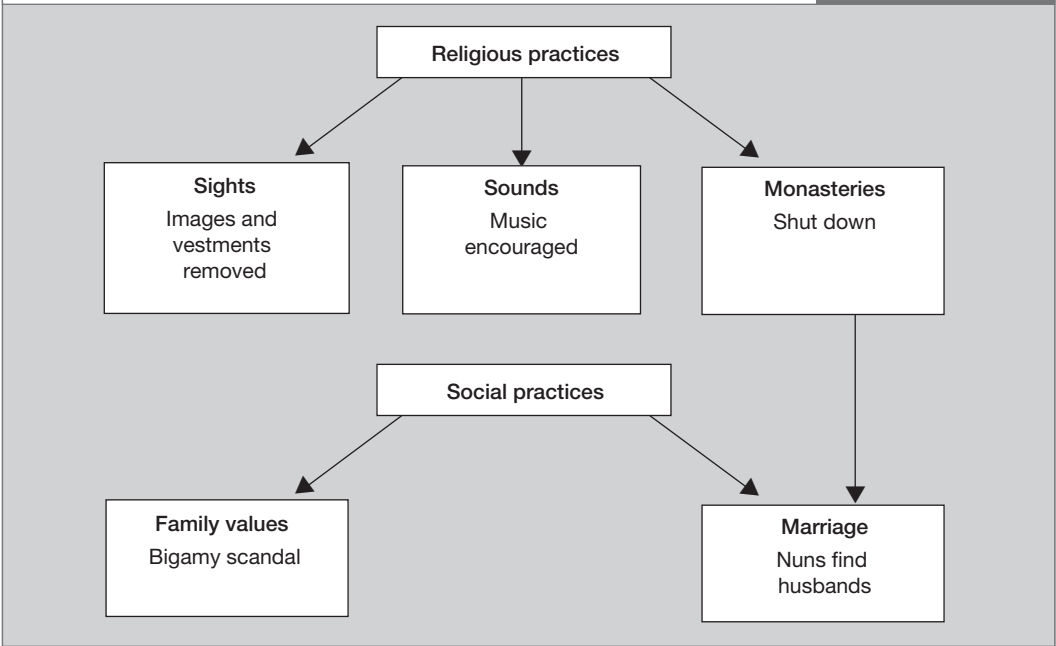 Religious practices
Sights
Images and
vestments
removed
Sounds
Music
encouraged
Monasteries
Shut down
Social practices
Family values
Bigamy scandal
Marriage
Nuns find
husbands